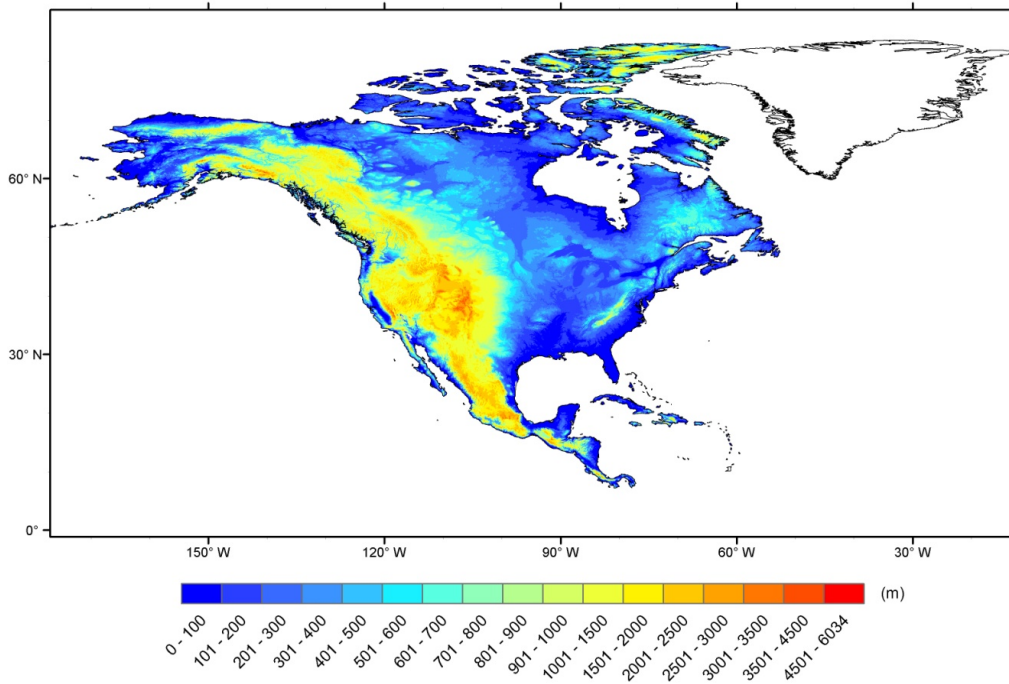 60° N
30° N
0°
150° W
120° W
90° W
60° W
30° W
(m)
0 - 100
101 - 200
201 - 300
301 - 400
401 - 500
501 - 600
601 - 700
701 - 800
801 - 900
901 - 1000
1001 - 1500
1501 - 2000
2001 - 2500
2501 - 3000
3001 - 3500
3501 - 4500
4501 - 6034